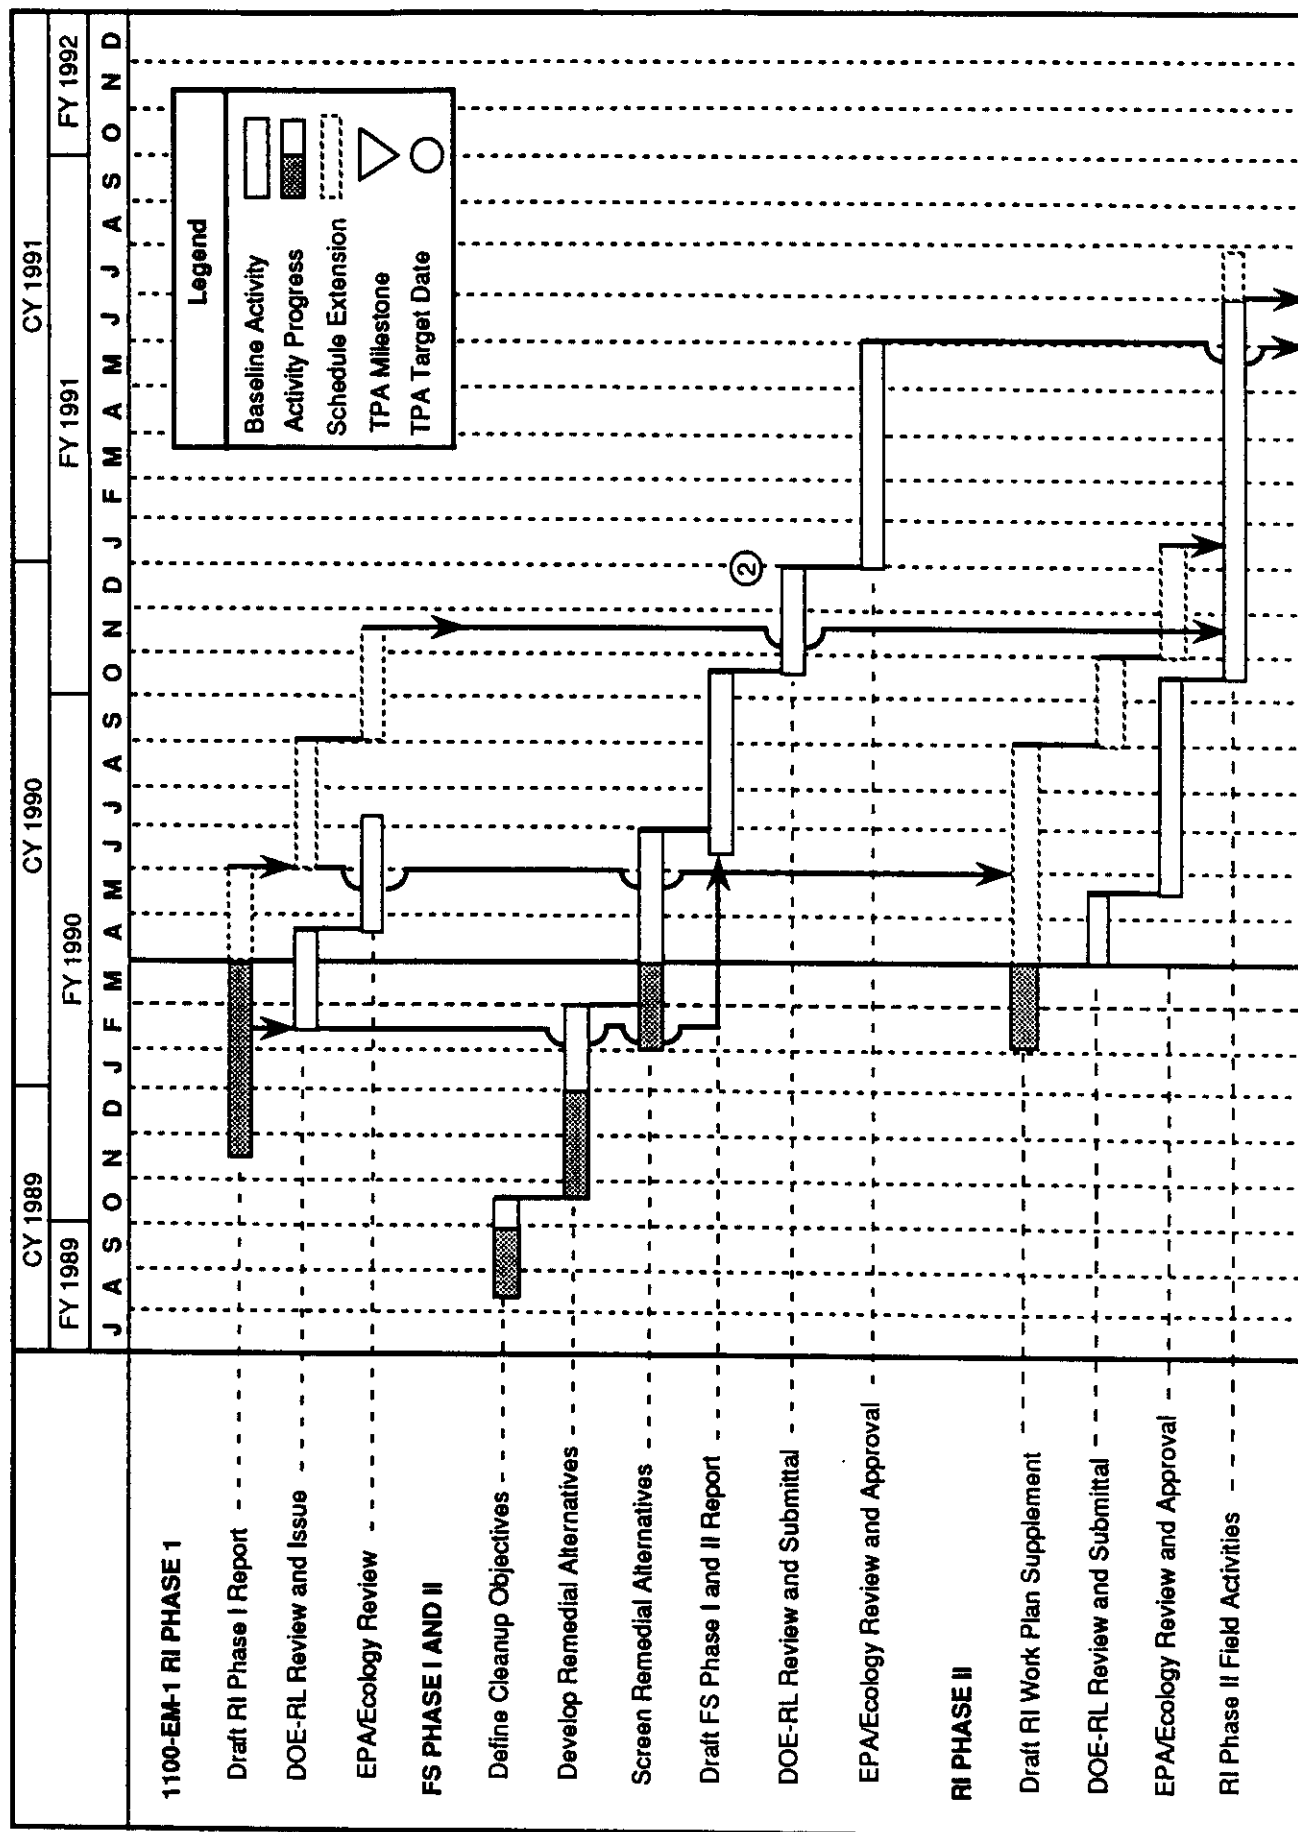 CY 1989 CY 1990 CY 1991
FY 1989 FY 1990 FY 1991 FY 1992
J A S O N D J F M A M J J A S O N D J F M A M J J A S O N D
Legend
Baseline Activity
Activity Progress
Schedule Extension
TPA Milestone
TPA Target Date
1100-EM-1 RI PHASE 1
Draft RI Phase I Report
DOE-RL Review and Issue
EPA/Ecology Review
FS PHASE I AND II
Define Cleanup Objectives
Develop Remedial Alternatives
Screen Remedial Alternatives
Draft FS Phase I and II Report
2
DOE-RL Review and Submittal
EPA/Ecology Review and Approval
RI PHASE II
Draft RI Work Plan Supplement
DOE-RL Review and Submittal
EPA/Ecology Review and Approval
RI Phase II Field Activities